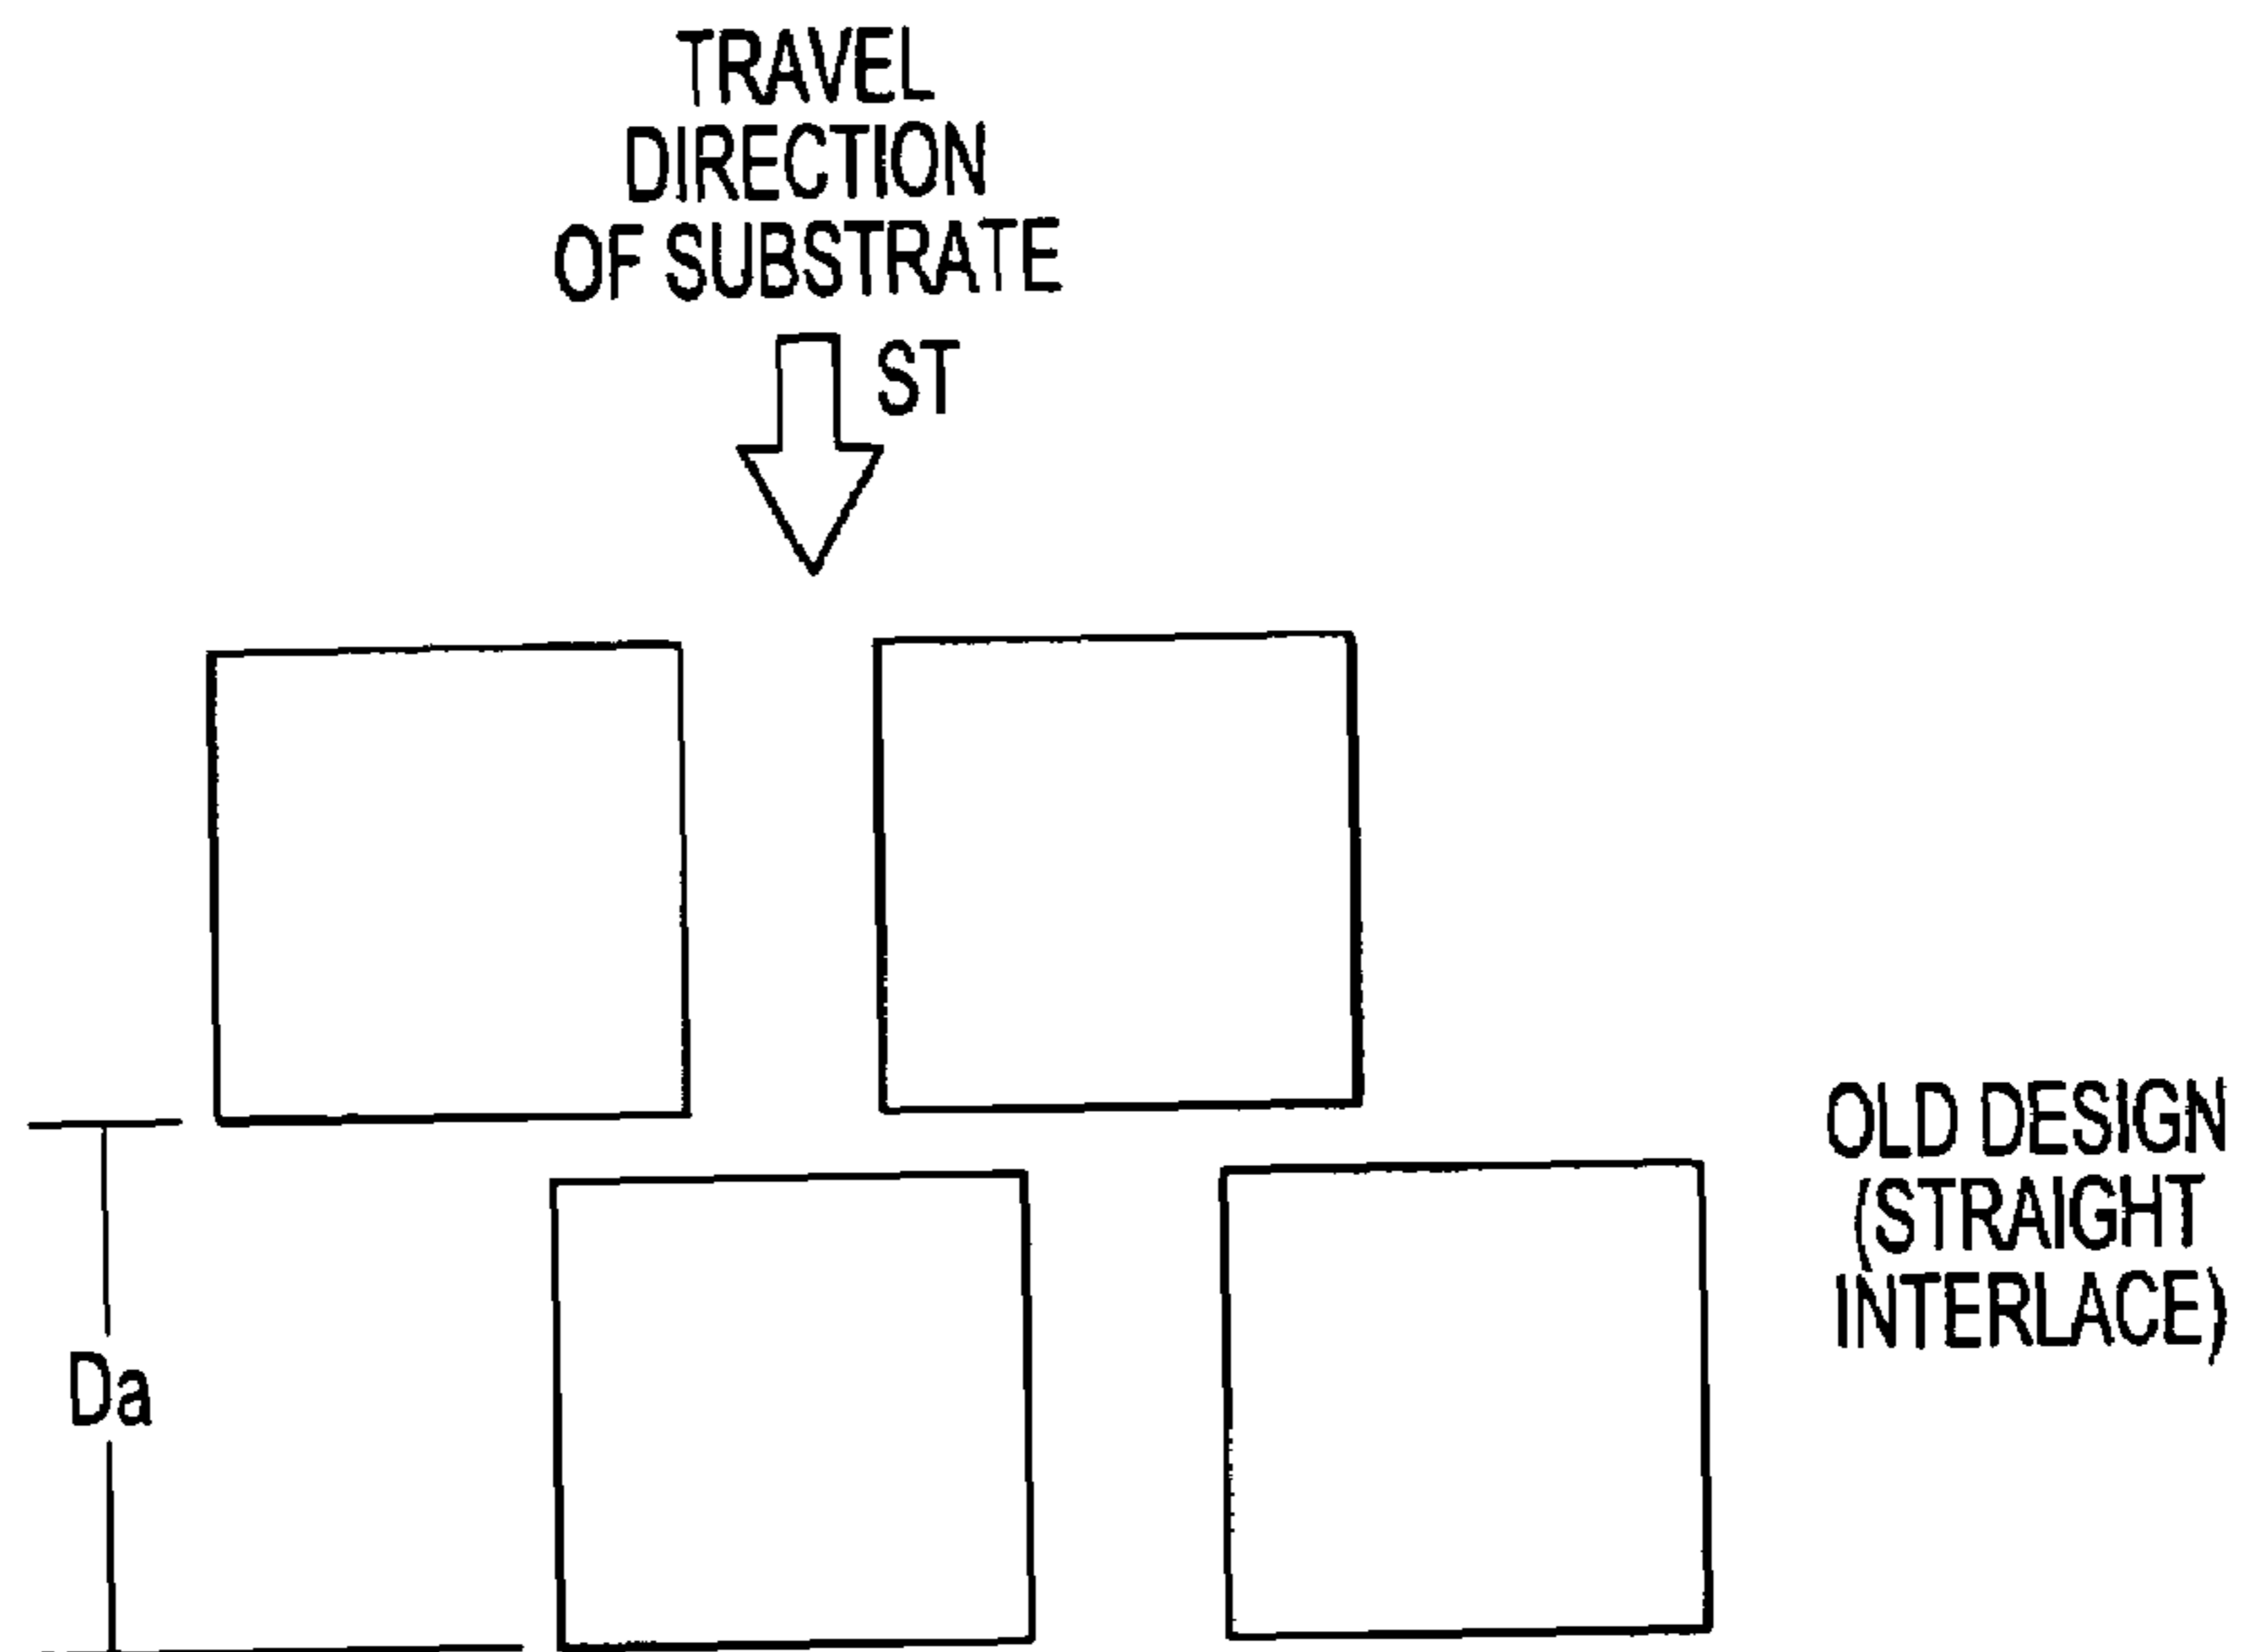 TRAVEL
DIRECTION
OF SUBSTRATE
ST
OLD DESIGN
(STRAIGHT
INTERLACE)
Da